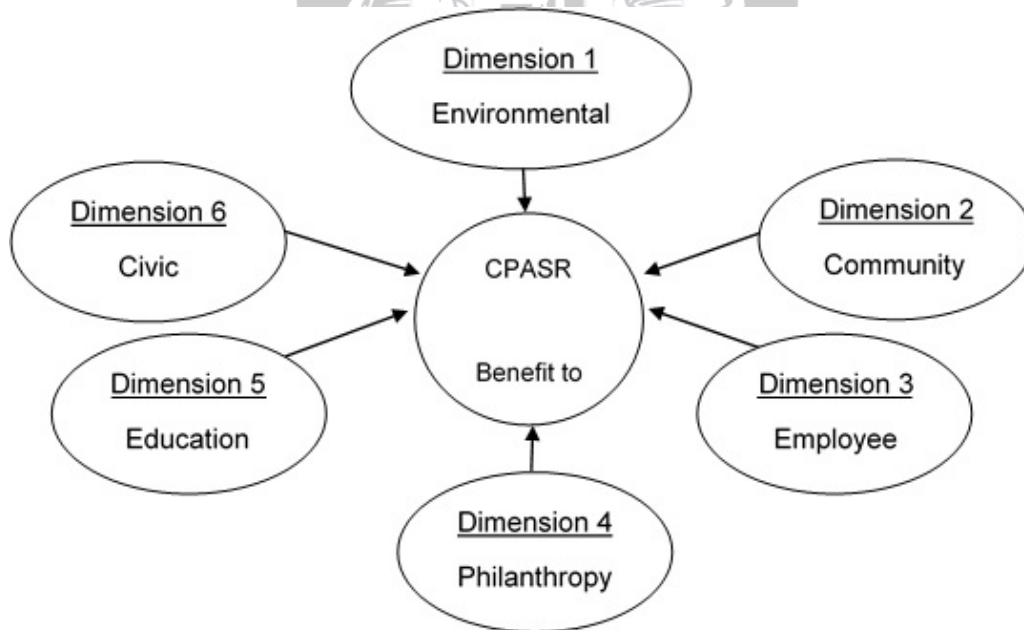 Dimension 1
Environmental
Dimension 6
Civic
Dimension 2
Community
CPASR
Benefit to
Dimension 5
Education
Dimension 3
Employee
Dimension 4
Philanthropy